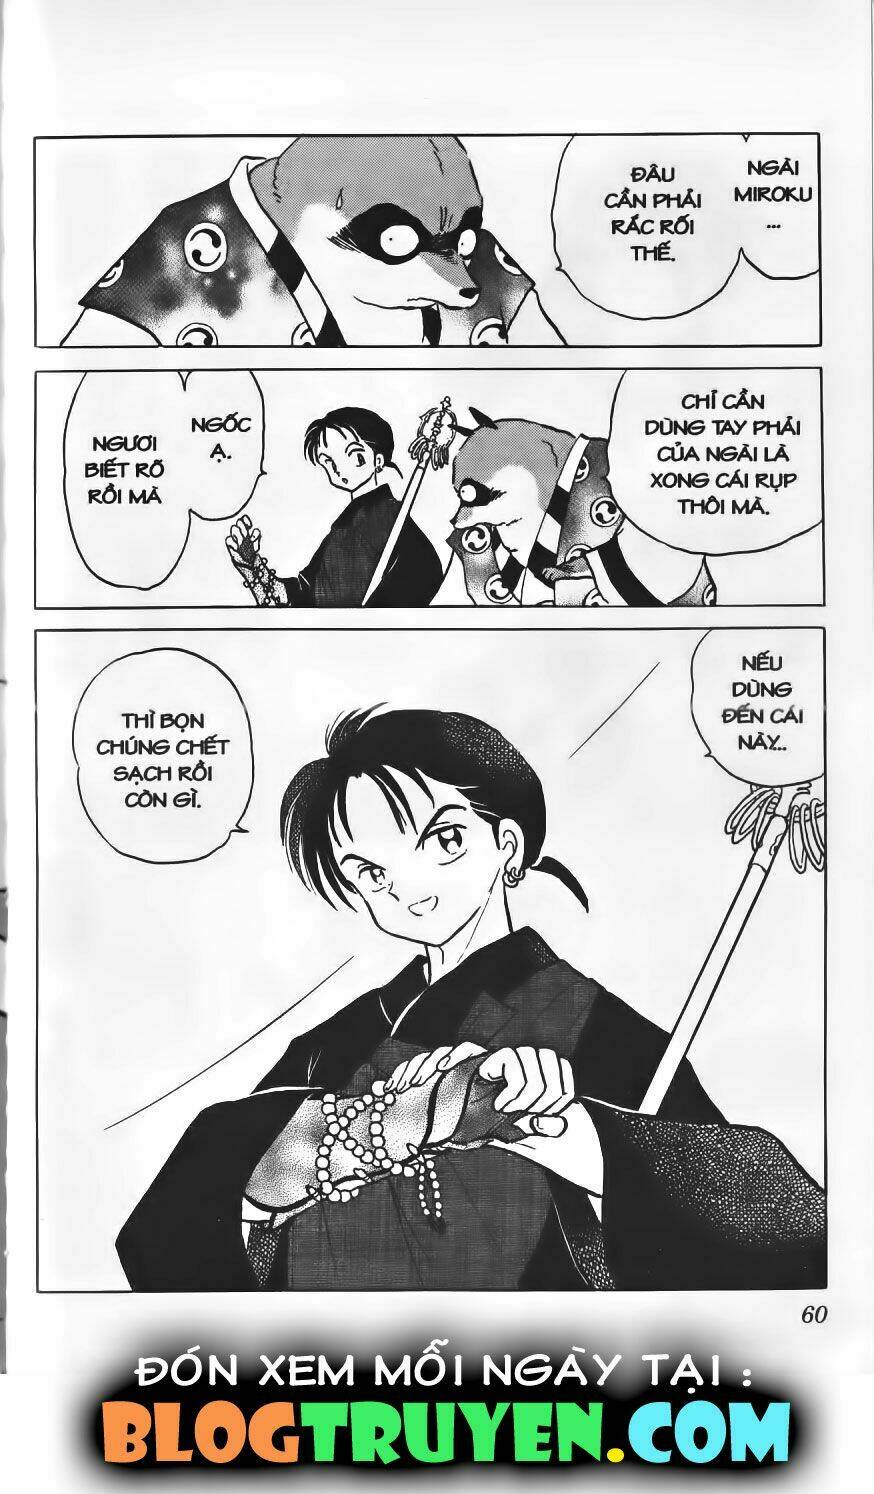 NGÀI
MIROKU
...
ĐÂU
CẦN PHẢI
RẮC RỐI
THẾ.
CHỈ CẦN
DÙNG TAY PHẢI
CỦA NGÀI LÀ
XONG CÁI RỤP
THÔI MÀ.
NGỐC
Ạ.
NGƯƠI
BIẾT RÕ
RỒI MÀ
NẾU
DÙNG
ĐẾN CÁI
NÀY...
THÌ BỌN
CHÚNG CHẾT
SẠCH RỒI
CÒN GÌ.
60
ĐÓN XEM MỖI NGÀY TẠI :
BLOGTRUYEN.COM